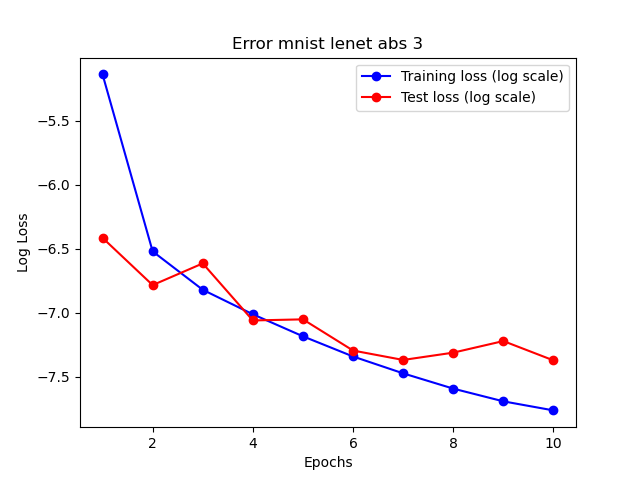 Error mnist lenet abs 3
Training loss (log scale)
Test loss (log scale)
Log Loss
−5.5
−6.0
−6.5
−7.0
−7.5
2
4
6
8
10
Epochs